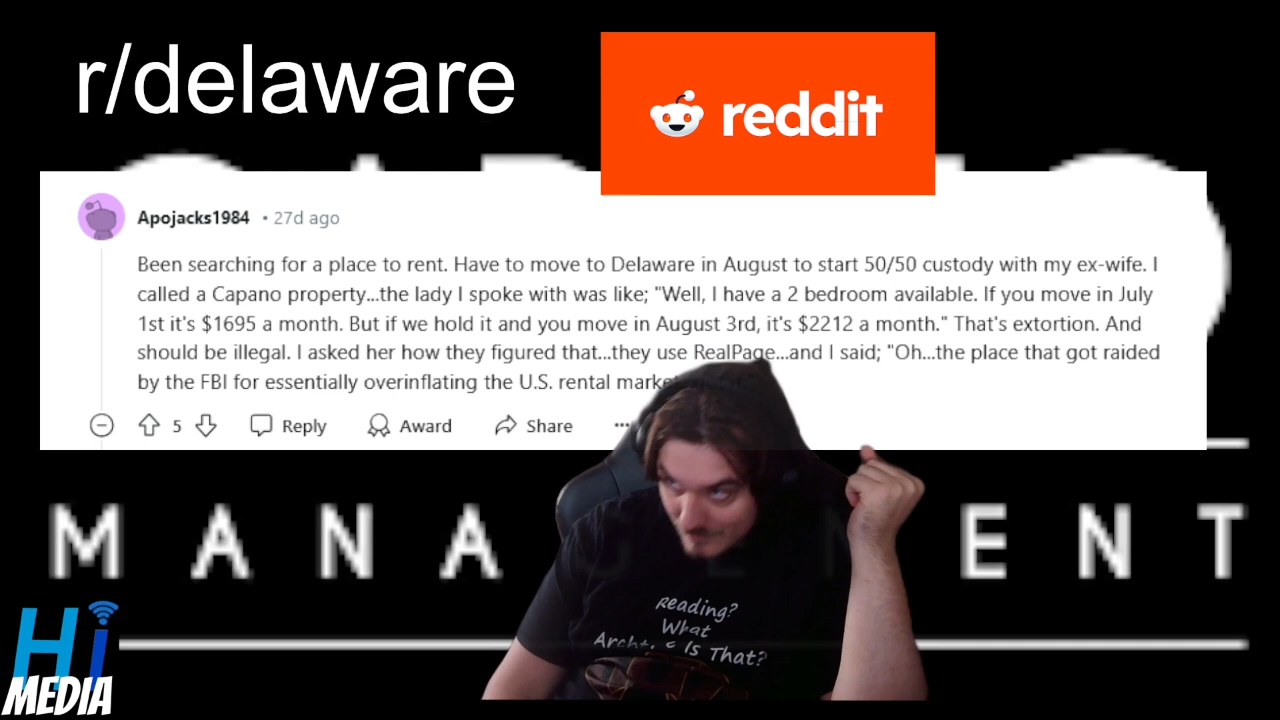 r/delaware
reddit
Apojacks1984 • 27d ago
Been searching for a place to rent. Have to move to Delaware in August to start 50/50 custody with my ex-wife. I
called a Capano property...the lady I spoke with was like; "Well, I have a 2 bedroom available. If you move in July
1st it's $1695 a month. But if we hold it and you move in August 3rd, it's $2212 a month." That's extortion. And
should be illegal. I asked her how they figured that...they use RealPage...and I said; "Oh...the place that got raided
by the FBI for essentially overinflating the U.S. rental
5 Reply Award Share ...
MANAGEMENT
Reading?
What
Is That?
Hi
MEDIA